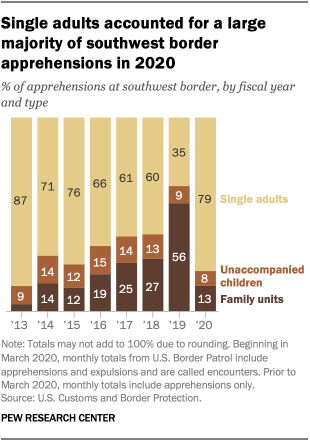 Single adults accounted for a large
majority of southwest border
apprehensions in 2020
% of apprehensions at southwest border, by fiscal year
and type
87 71 76 66 61 60 35 79 Single adults
9 14 12 15 14 13 9 8 Unaccompanied
children
14 12 19 25 27 56 13 Family units
'13 '14 '15 '16 '17 '18 '19 '20
Note: Totals may not add to 100% due to rounding. Beginning in
March 2020, monthly totals from U.S. Border Patrol include
apprehensions and expulsions and are called encounters. Prior to
March 2020, monthly totals include apprehensions only.
Source: U.S. Customs and Border Protection.
PEW RESEARCH CENTER